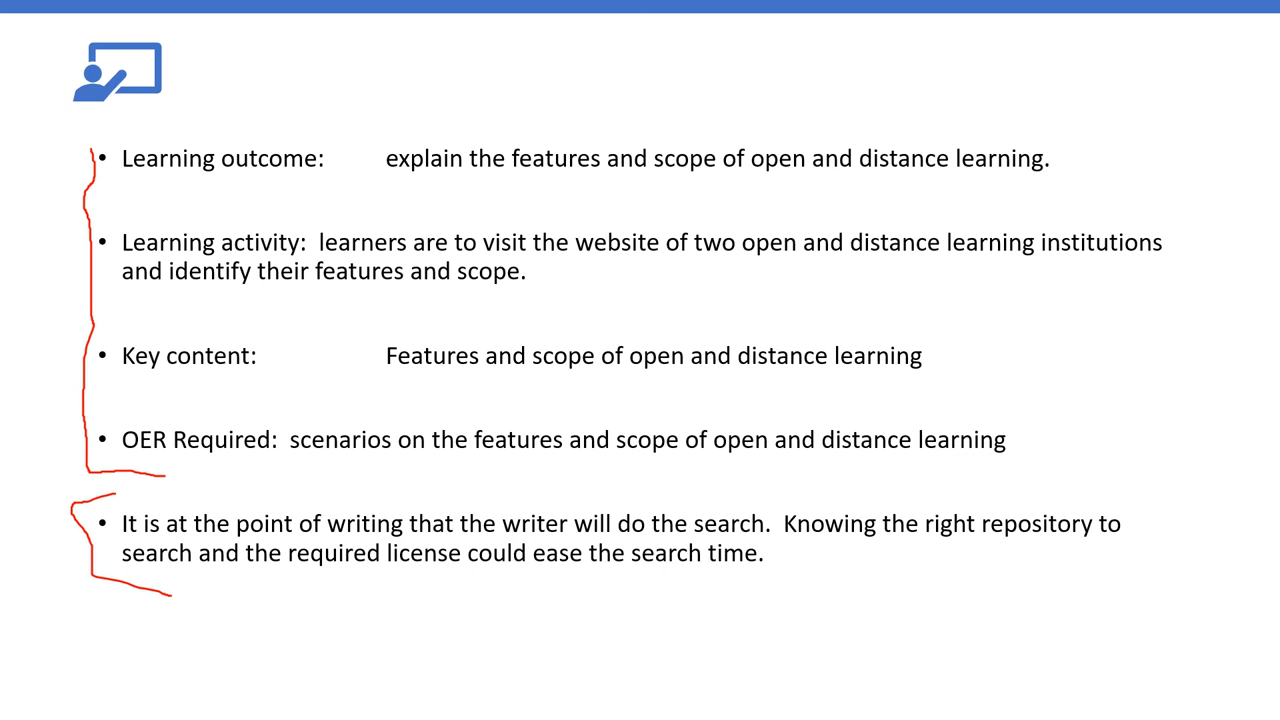 • Learning outcome: explain the features and scope of open and distance learning.
• Learning activity: learners are to visit the website of two open and distance learning institutions
and identify their features and scope.
• Key content: Features and scope of open and distance learning
• OER Required: scenarios on the features and scope of open and distance learning
• It is at the point of writing that the writer will do the search. Knowing the right repository to
search and the required license could ease the search time.